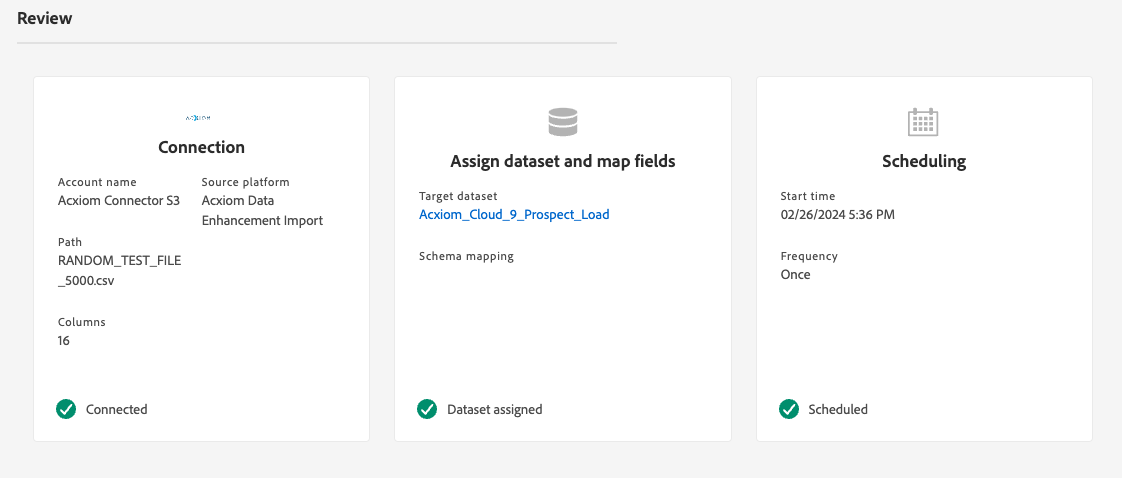 Review
ACXIOM
Connection
Account name
Acxiom Connector S3
Source platform
Acxiom Data
Enhancement Import
Path
RANDOM_TEST_FILE
_5000.csv
Columns
16
Connected
Assign dataset and map fields
Target dataset
Acxiom_Cloud_9_Prospect_Load
Schema mapping
Dataset assigned
Scheduling
Start time
02/26/2024 5:36 PM
Frequency
Once
Scheduled